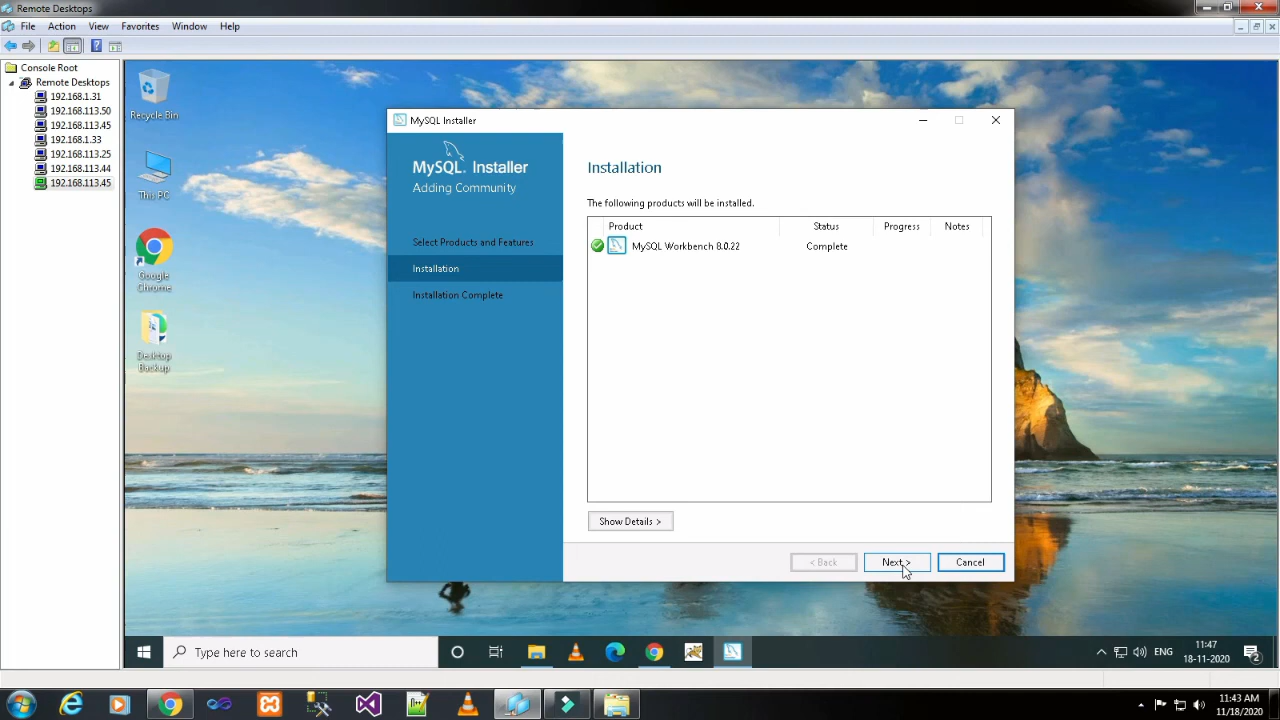 Remote Desktops
File Action View Favorites Window Help
Console Root
Remote Desktops
192.168.1.31
192.168.113.50
192.168.113.45
192.168.1.33
192.168.113.25
192.168.113.44
192.168.113.45
Recycle Bin
This PC
Google
Chrome
Desktop
Backup
MySQL Installer
MySQL. Installer
Adding Community
Select Products and Features
Installation
Installation Complete
Installation
The following products will be installed.
Product Status Progress Notes
MySQL Workbench 8.0.22 Complete
Show Details >
< Back Next > Cancel
Type here to search
ENG
11:47
18-11-2020
2
11:43 AM
11/18/2020